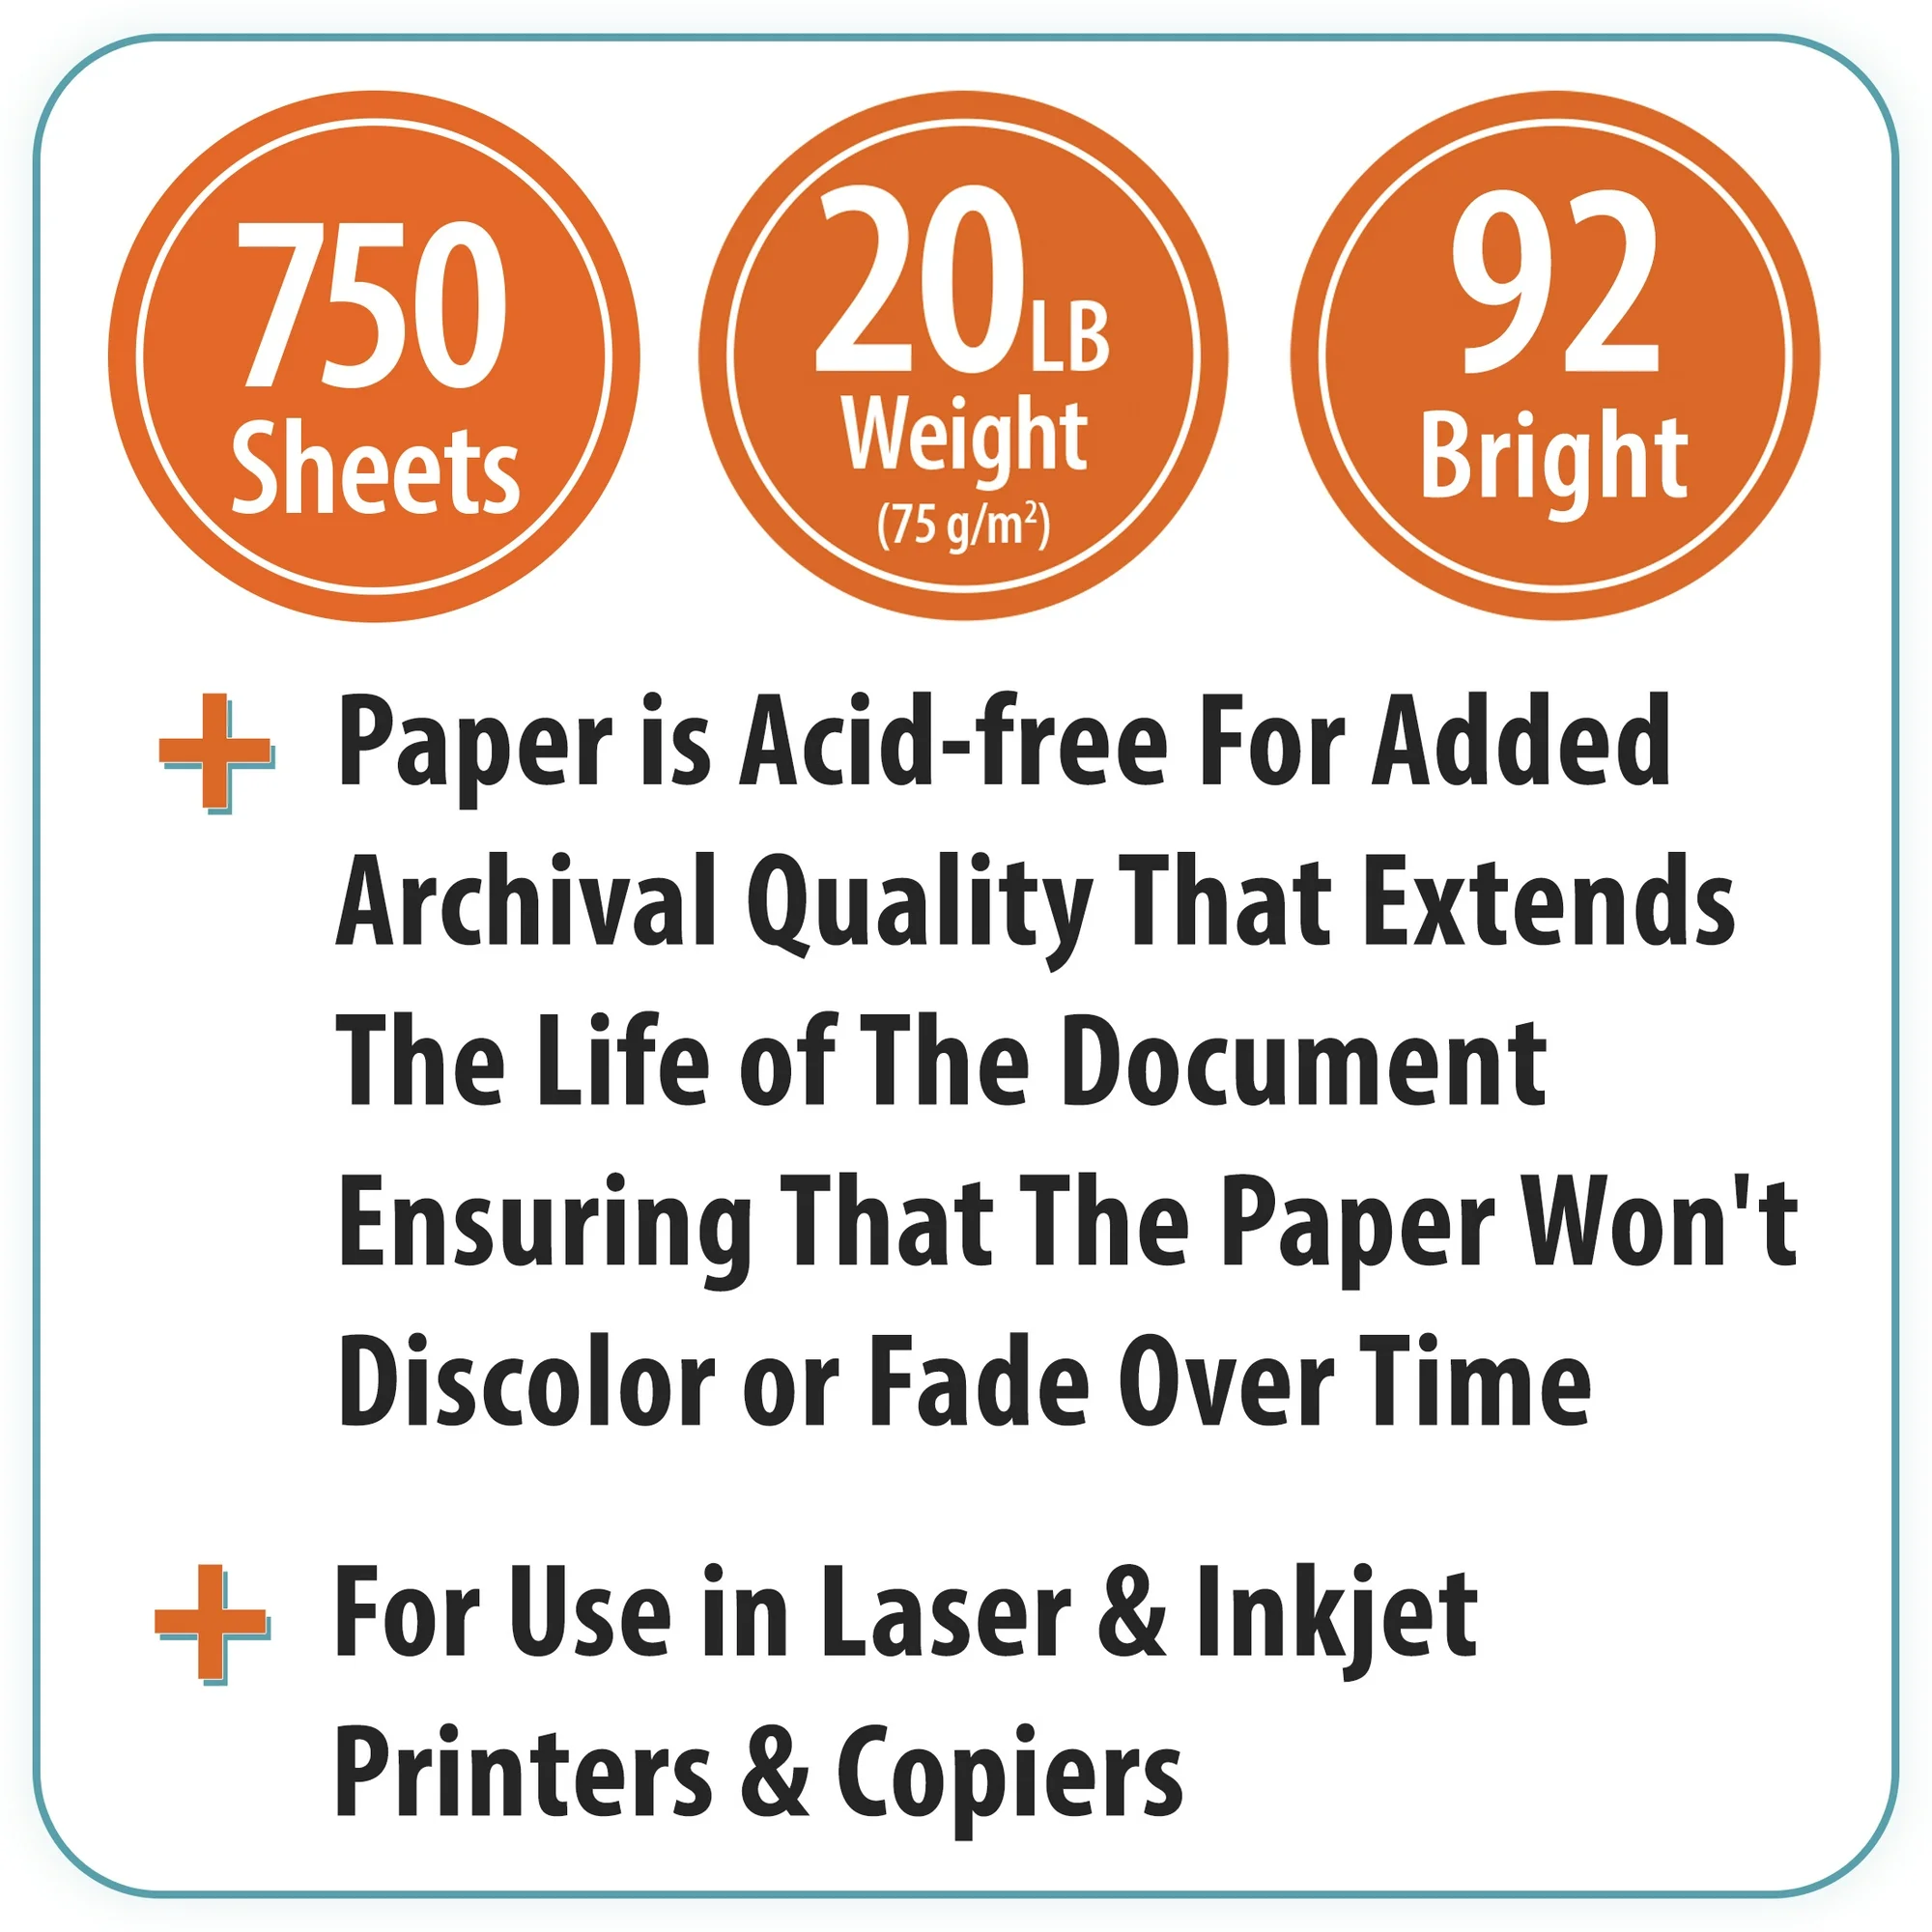 750
Sheets
20LB
Weight
(75 g/m²)
92
Bright
Paper is Acid-free For Added
Archival Quality That Extends
The Life of The Document
Ensuring That The Paper Won't
Discolor or Fade Over Time
For Use in Laser & Inkjet
Printers & Copiers